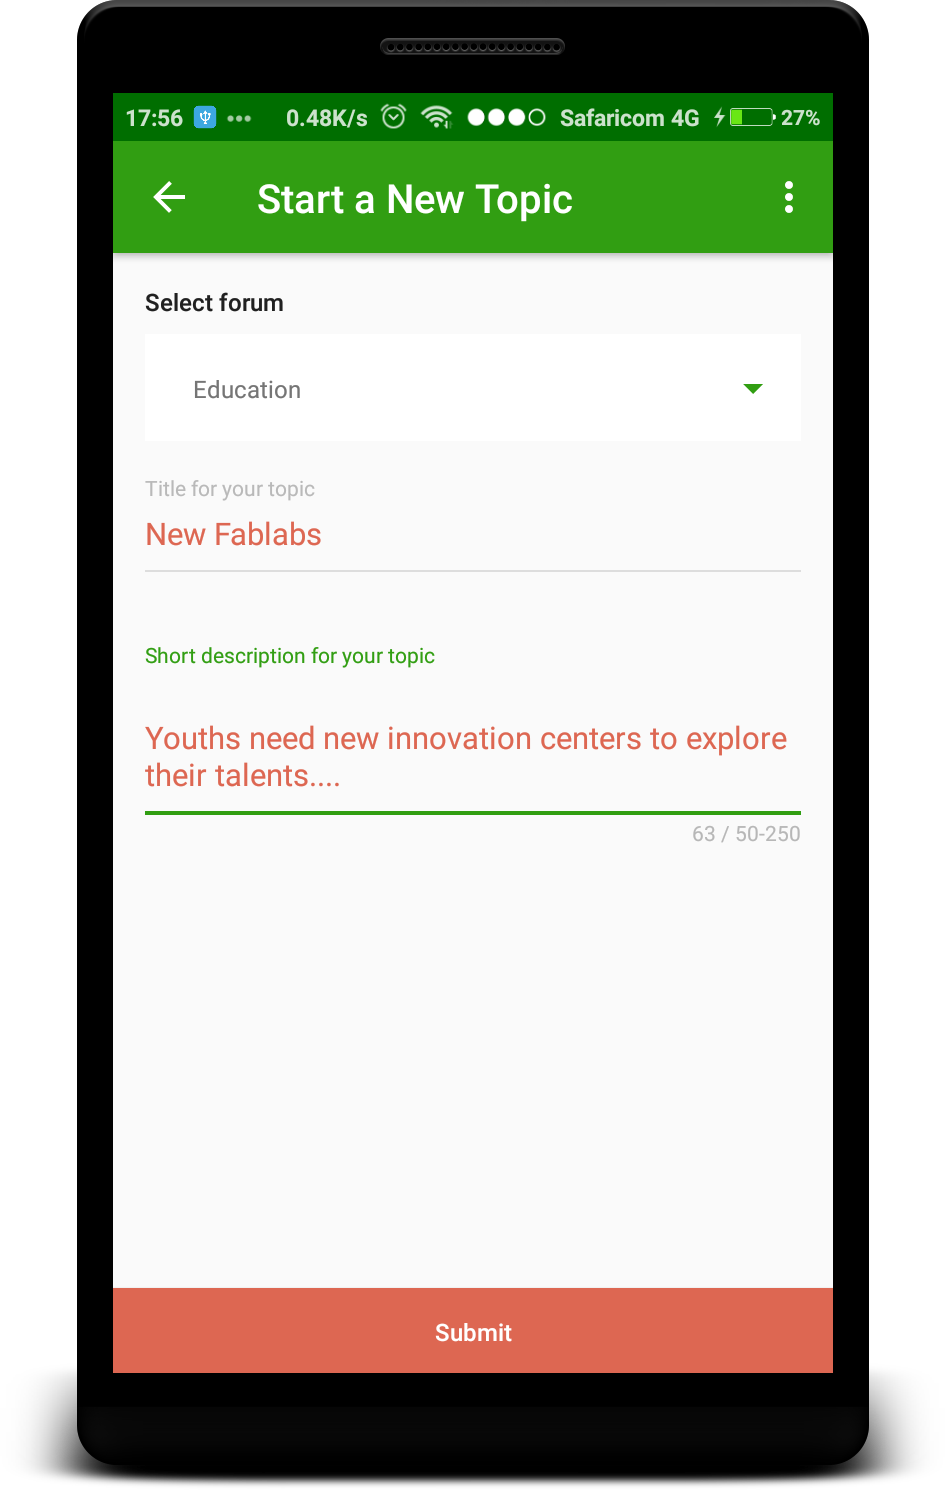 17:56 ... 0.48K/s Safaricom 4G 27%
Start a New Topic
Select forum
Education
Title for your topic
New Fablabs
Short description for your topic
Youths need new innovation centers to explore
their talents....
63 / 50-250
Submit